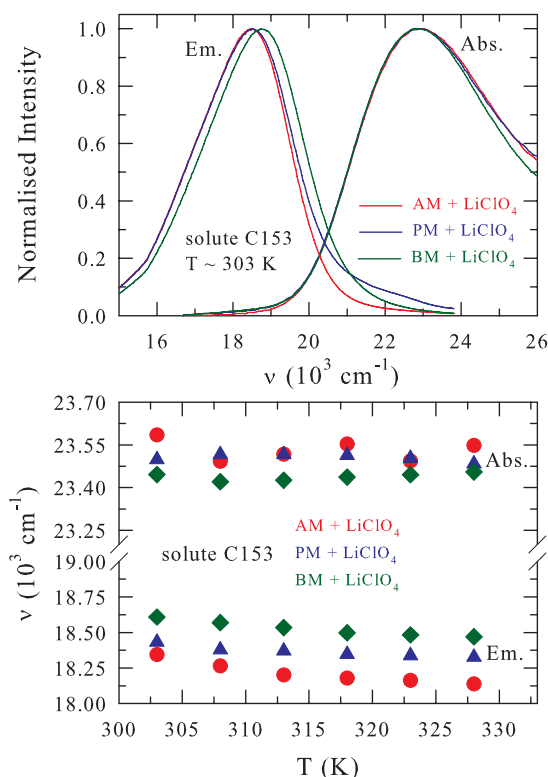 Em.
Abs.
1.0
0.8
0.6
0.4
0.2
0.0
Normalised Intensity
AM + LiClO₄
PM + LiClO₄
BM + LiClO₄
solute C153
T ~ 303 K
16 18 20 22 24 26
ν (10³ cm⁻¹)
23.70
23.55
23.40
23.25
19.00
18.75
18.50
18.25
18.00
ν (10³ cm⁻¹)
Abs.
AM + LiClO₄
solute C153
PM + LiClO₄
BM + LiClO₄
Em.
300 305 310 315 320 325 330
T (K)